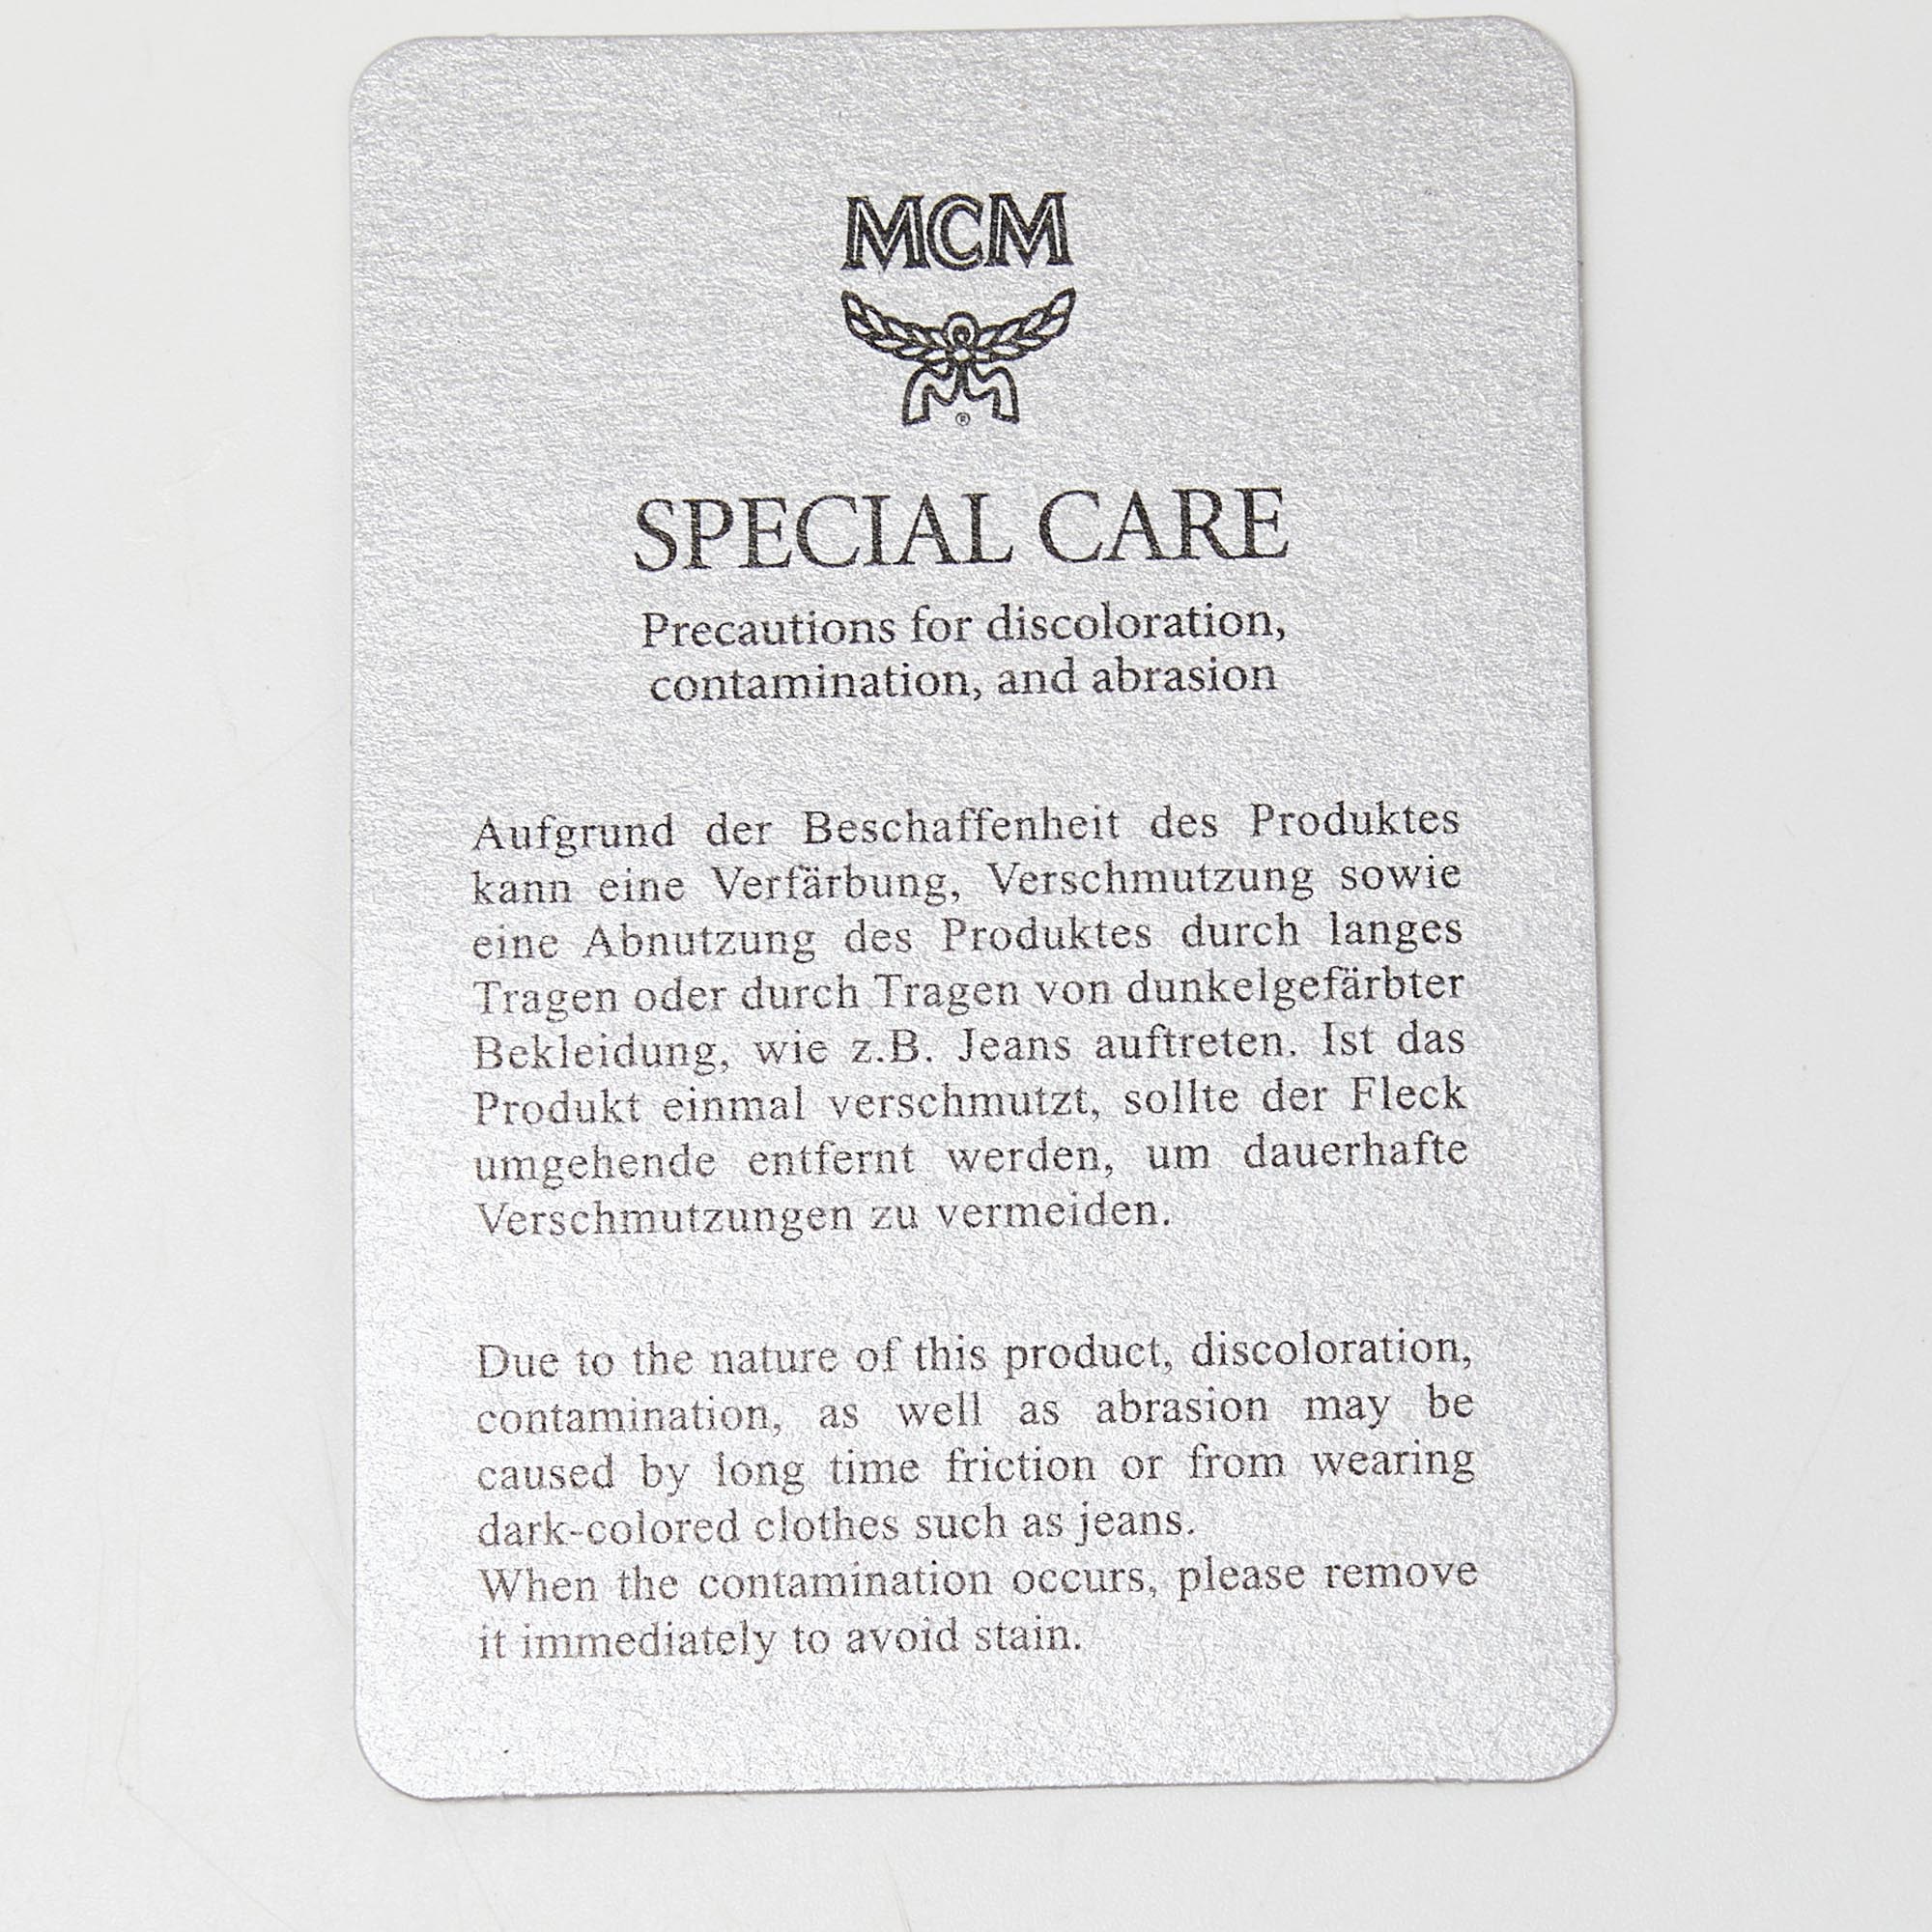 MCM
®
SPECIAL CARE
Precautions for discoloration,
contamination, and abrasion
Aufgrund der Beschaffenheit des Produktes
kann eine Verfärbung, Verschmutzung sowie
eine Abnutzung des Produktes durch langes
Tragen oder durch Tragen von dunkelgefärbter
Bekleidung, wie z.B. Jeans auftreten. Ist das
Produkt einmal verschmutzt, sollte der Fleck
umgehende entfernt werden, um dauerhafte
Verschmutzungen zu vermeiden.
Due to the nature of this product, discoloration,
contamination, as well as abrasion may be
caused by long time friction or from wearing
dark-colored clothes such as jeans.
When the contamination occurs, please remove
it immediately to avoid stain.